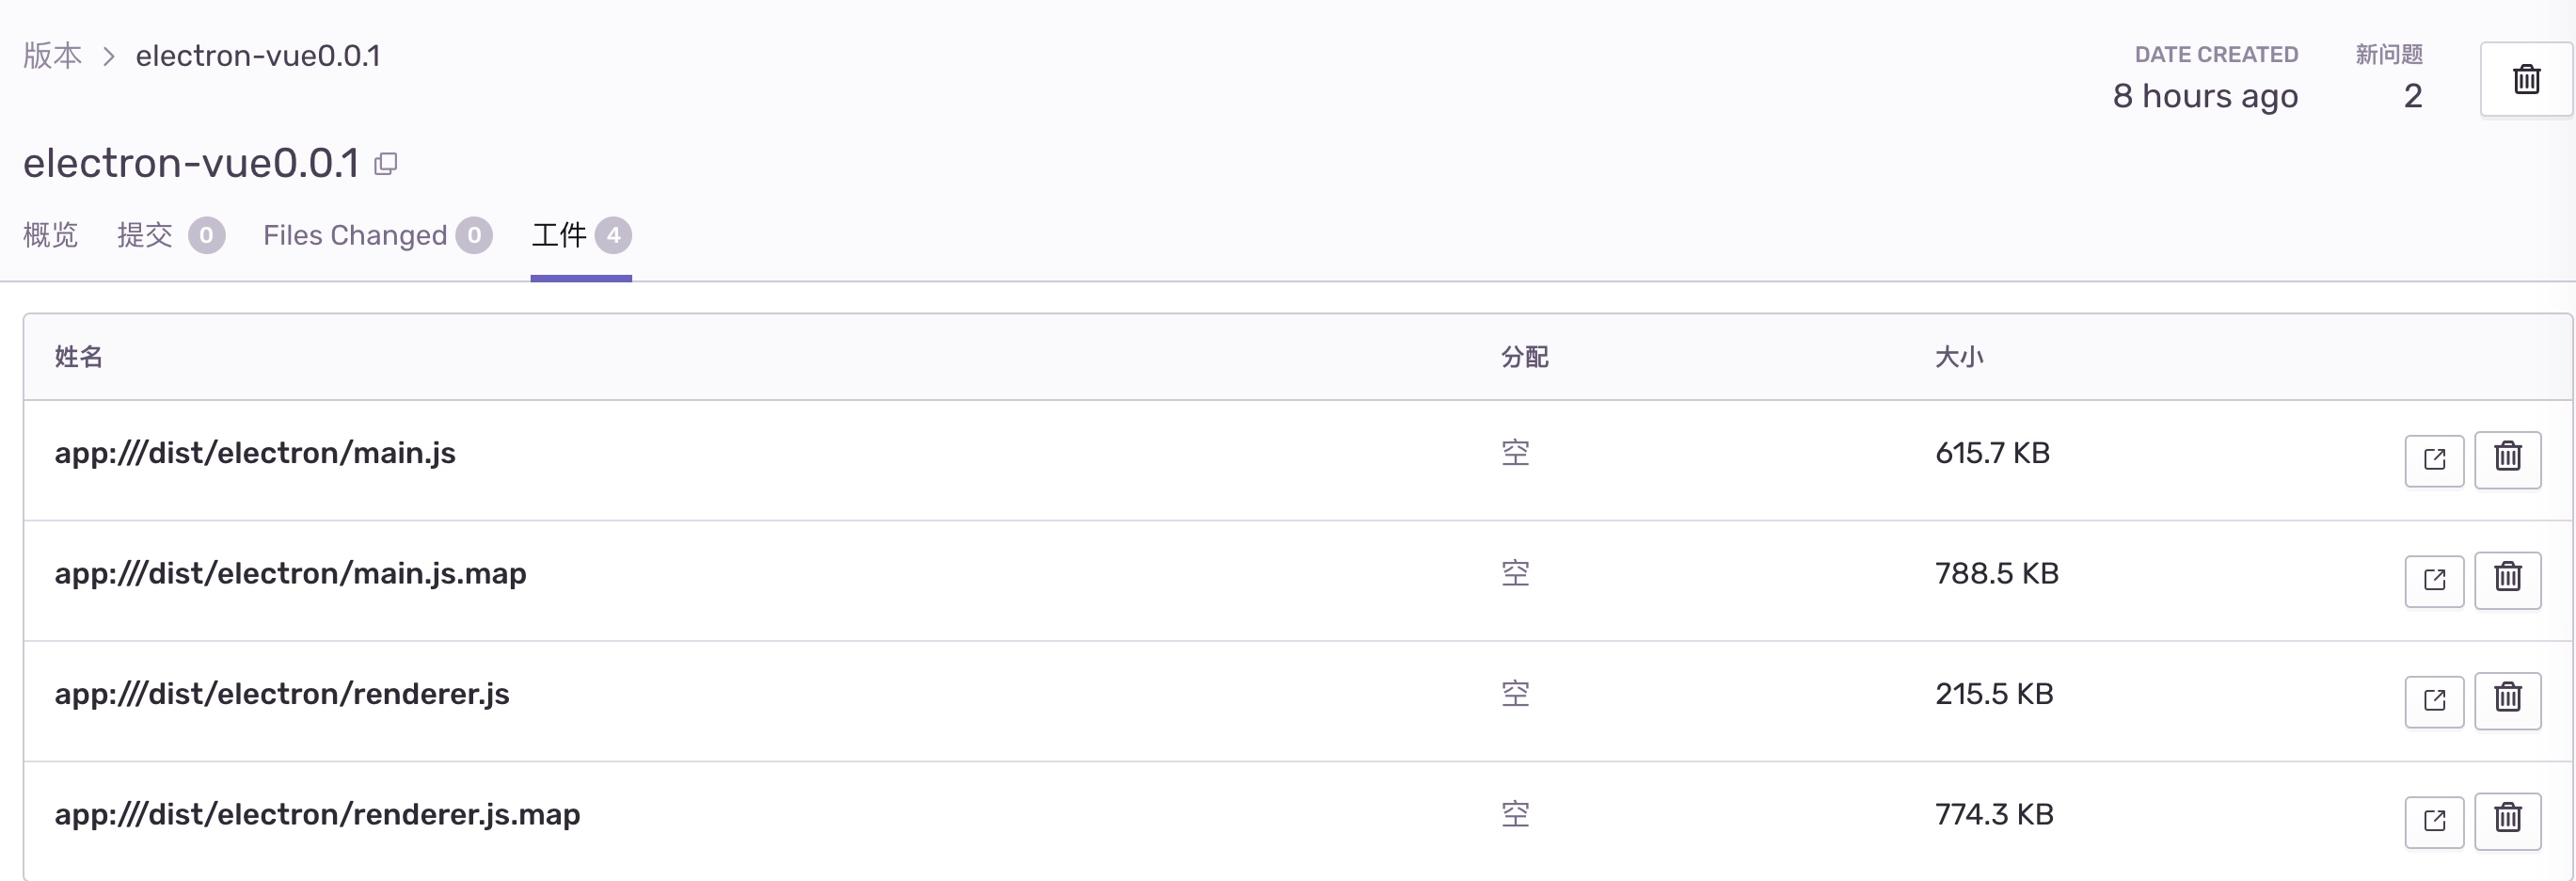 版本 > electron-vue0.0.1
DATE CREATED
8 hours ago
新问题
2
electron-vue0.0.1
概览 提交 0 Files Changed 0 工件 4
姓名 分配 大小
app:///dist/electron/main.js 空 615.7 KB
app:///dist/electron/main.js.map 空 788.5 KB
app:///dist/electron/renderer.js 空 215.5 KB
app:///dist/electron/renderer.js.map 空 774.3 KB